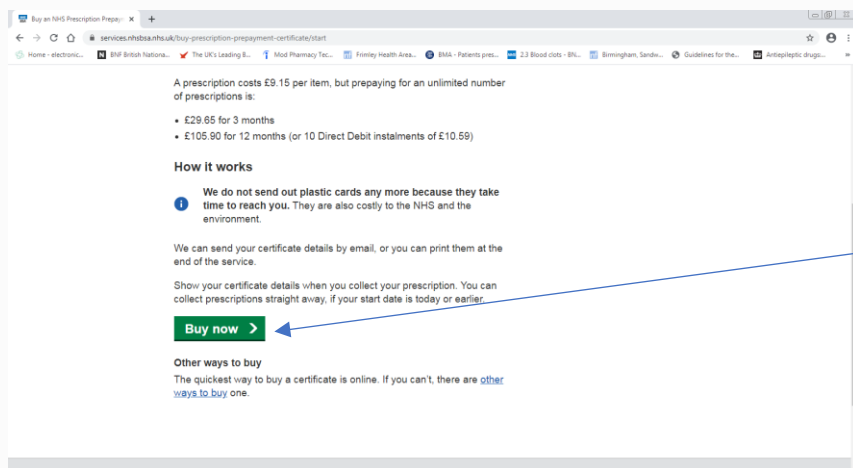 Buy an NHS Prescription Prepay
services.nhsbsa.nhs.uk/buy-prescription-prepayment-certificate/start
Home - electronic... BNF British Nationa... The UK's Leading B... Mod Pharmacy Tec... Frimley Health Area... BMA - Patients pres... 2.3 Blood clots - BN... Birmingham, Sandw... Guidelines for the... Antiepileptic drugs...
A prescription costs £9.15 per item, but prepaying for an unlimited number
of prescriptions is:
• £29.65 for 3 months
• £105.90 for 12 months (or 10 Direct Debit instalments of £10.59)
How it works
We do not send out plastic cards any more because they take
time to reach you. They are also costly to the NHS and the
environment.
We can send your certificate details by email, or you can print them at the
end of the service.
Show your certificate details when you collect your prescription. You can
collect prescriptions straight away, if your start date is today or earlier.
Buy now
Other ways to buy
The quickest way to buy a certificate is online. If you can't, there are other
ways to buy one.